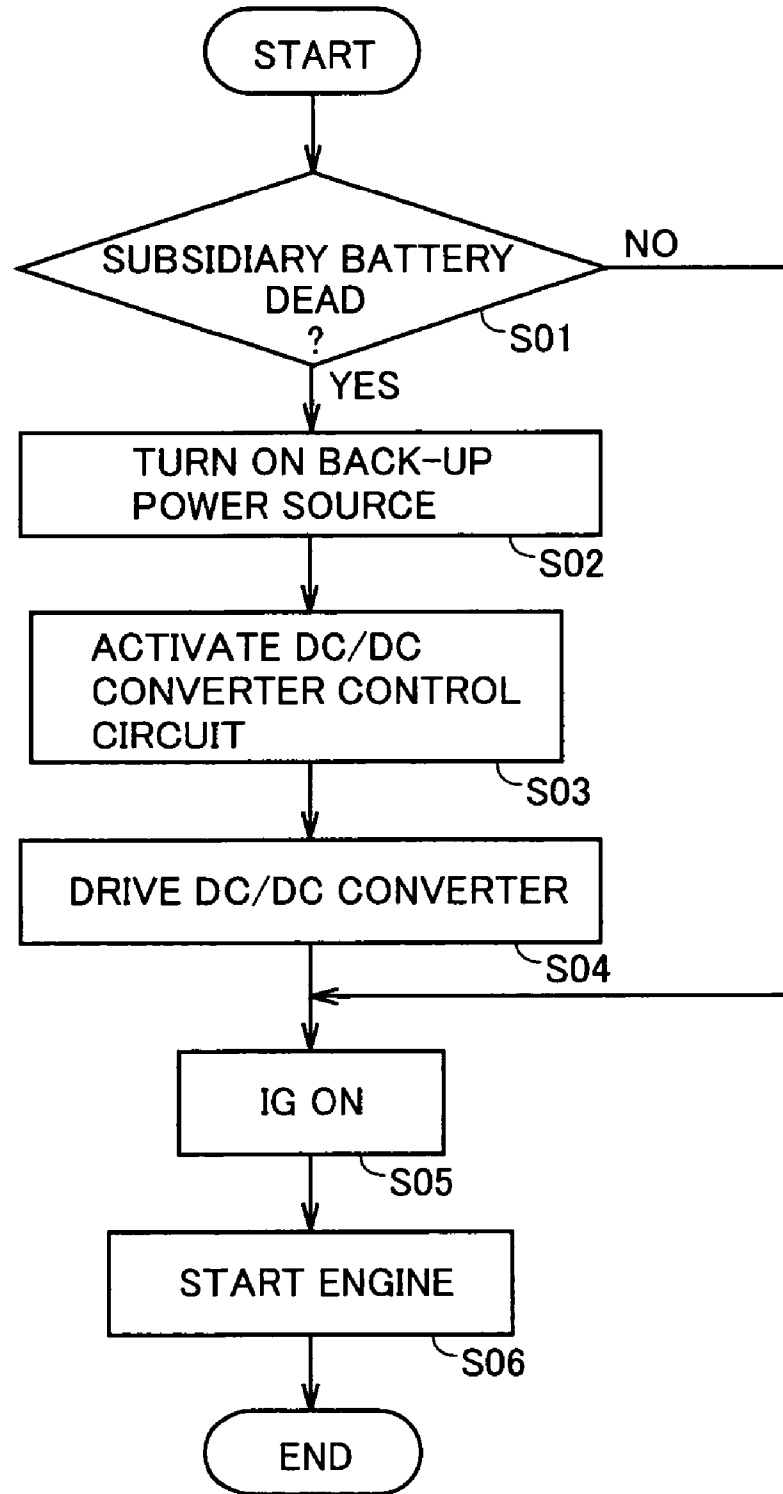 START
SUBSIDIARY BATTERY
DEAD
?
NO
S01
YES
TURN ON BACK-UP
POWER SOURCE
S02
ACTIVATE DC/DC
CONVERTER CONTROL
CIRCUIT
S03
DRIVE DC/DC CONVERTER
S04
IG ON
S05
START ENGINE
S06
END